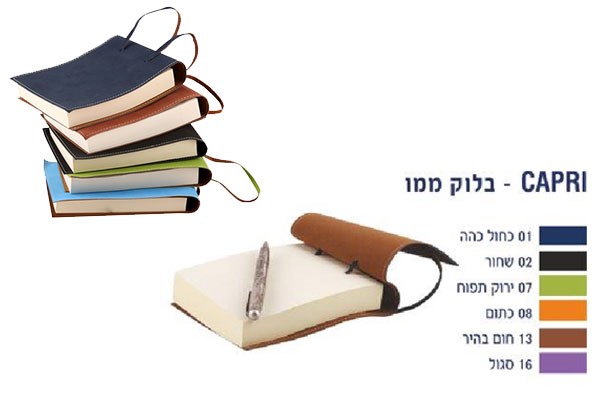 CAPRI - בלוק ממו
01 כחול כהה
02 שחור
07 ירוק תפוח
08 כתום
13 חום בהיר
16 סגול